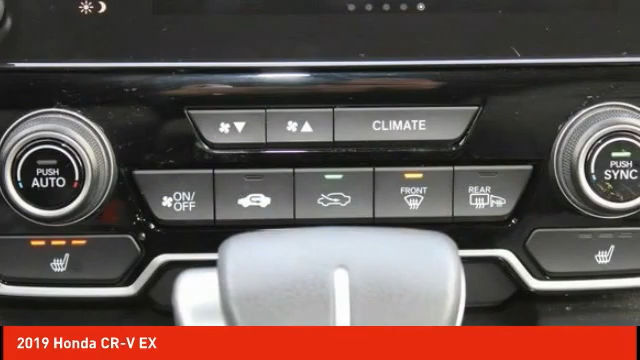 CLIMATE
PUSH
AUTO
PUSH
SYNC
ON/
OFF
FRONT
REAR
2019 Honda CR-V EX